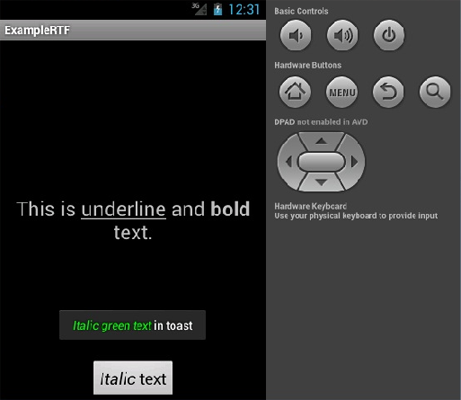 3G 12:31
ExampleRTF
This is underline and bold
text.
Italic green text in toast
Italic text
Basic Controls
Hardware Buttons
MENU
DPAD not enabled in AVD
Hardware Keyboard
Use your physical keyboard to provide input